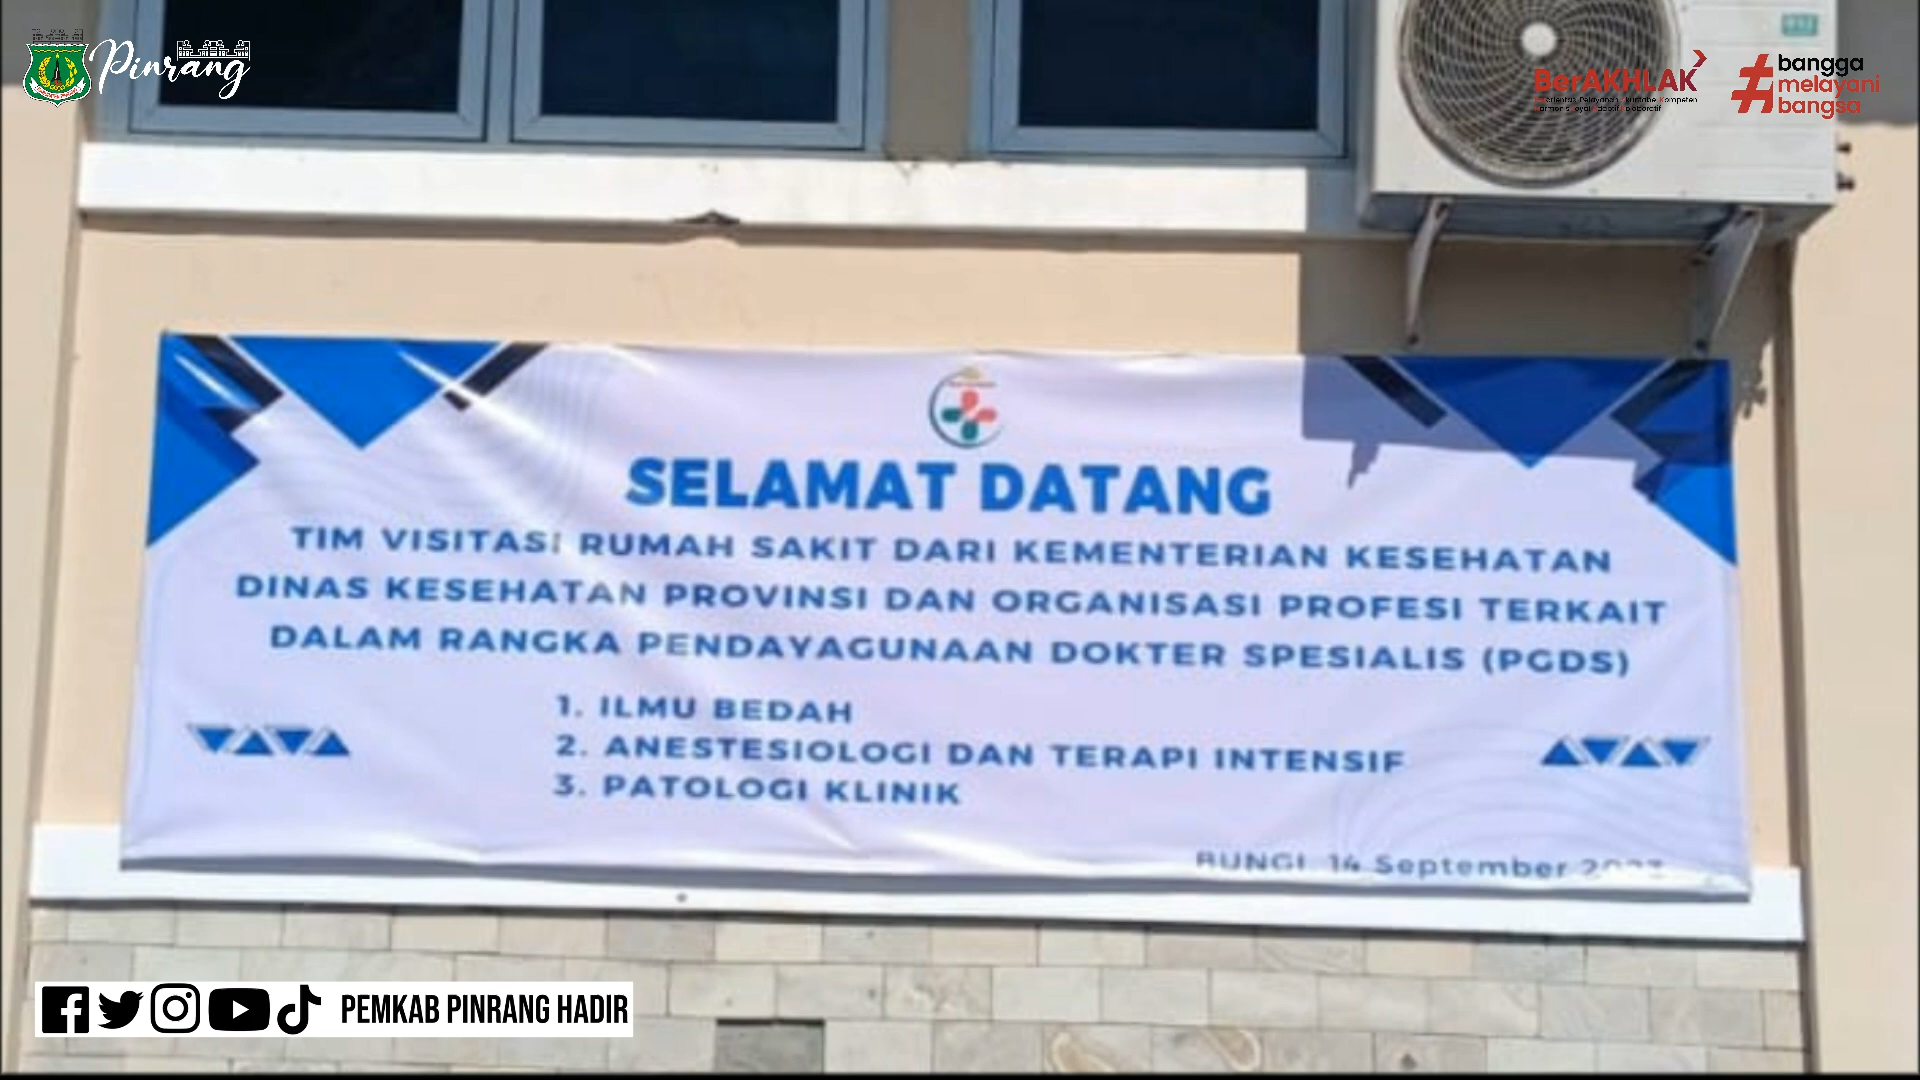 Pinrang
BerAKHLAK
#bangga
melayani
bangsa
SELAMAT DATANG
TIM VISITASI RUMAH SAKIT DARI KEMENTERIAN KESEHATAN
DINAS KESEHATAN PROVINSI DAN ORGANISASI PROFESI TERKAIT
DALAM RANGKA PENDAYAGUNAAN DOKTER SPESIALIS (PGDS)
1. ILMU BEDAH
2. ANESTESIOLOGI DAN TERAPI INTENSIF
3. PATOLOGI KLINIK
BUNGI, 14 September 2023
PEMKAB PINRANG HADIR